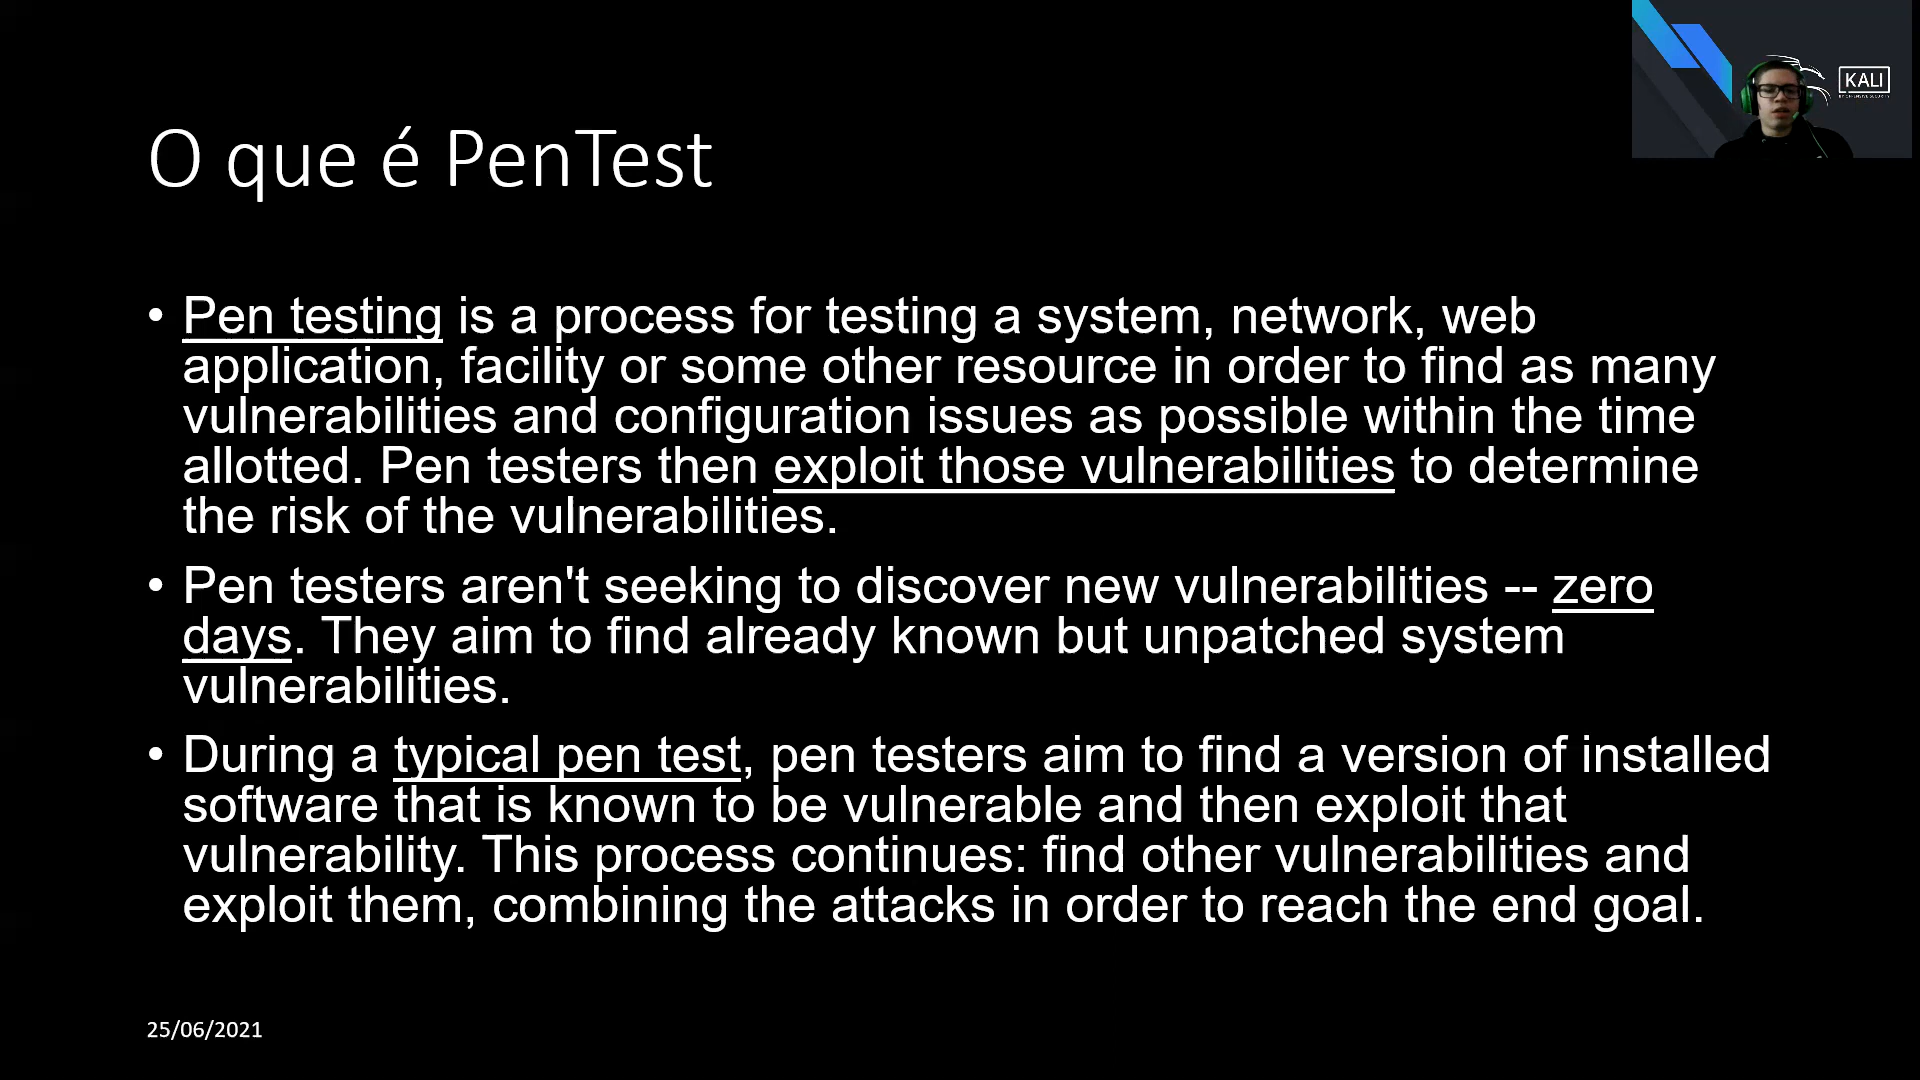 KALI
O que é PenTest
• Pen testing is a process for testing a system, network, web
application, facility or some other resource in order to find as many
vulnerabilities and configuration issues as possible within the time
allotted. Pen testers then exploit those vulnerabilities to determine
the risk of the vulnerabilities.
• Pen testers aren't seeking to discover new vulnerabilities -- zero
days. They aim to find already known but unpatched system
vulnerabilities.
• During a typical pen test, pen testers aim to find a version of installed
software that is known to be vulnerable and then exploit that
vulnerability. This process continues: find other vulnerabilities and
exploit them, combining the attacks in order to reach the end goal.
25/06/2021